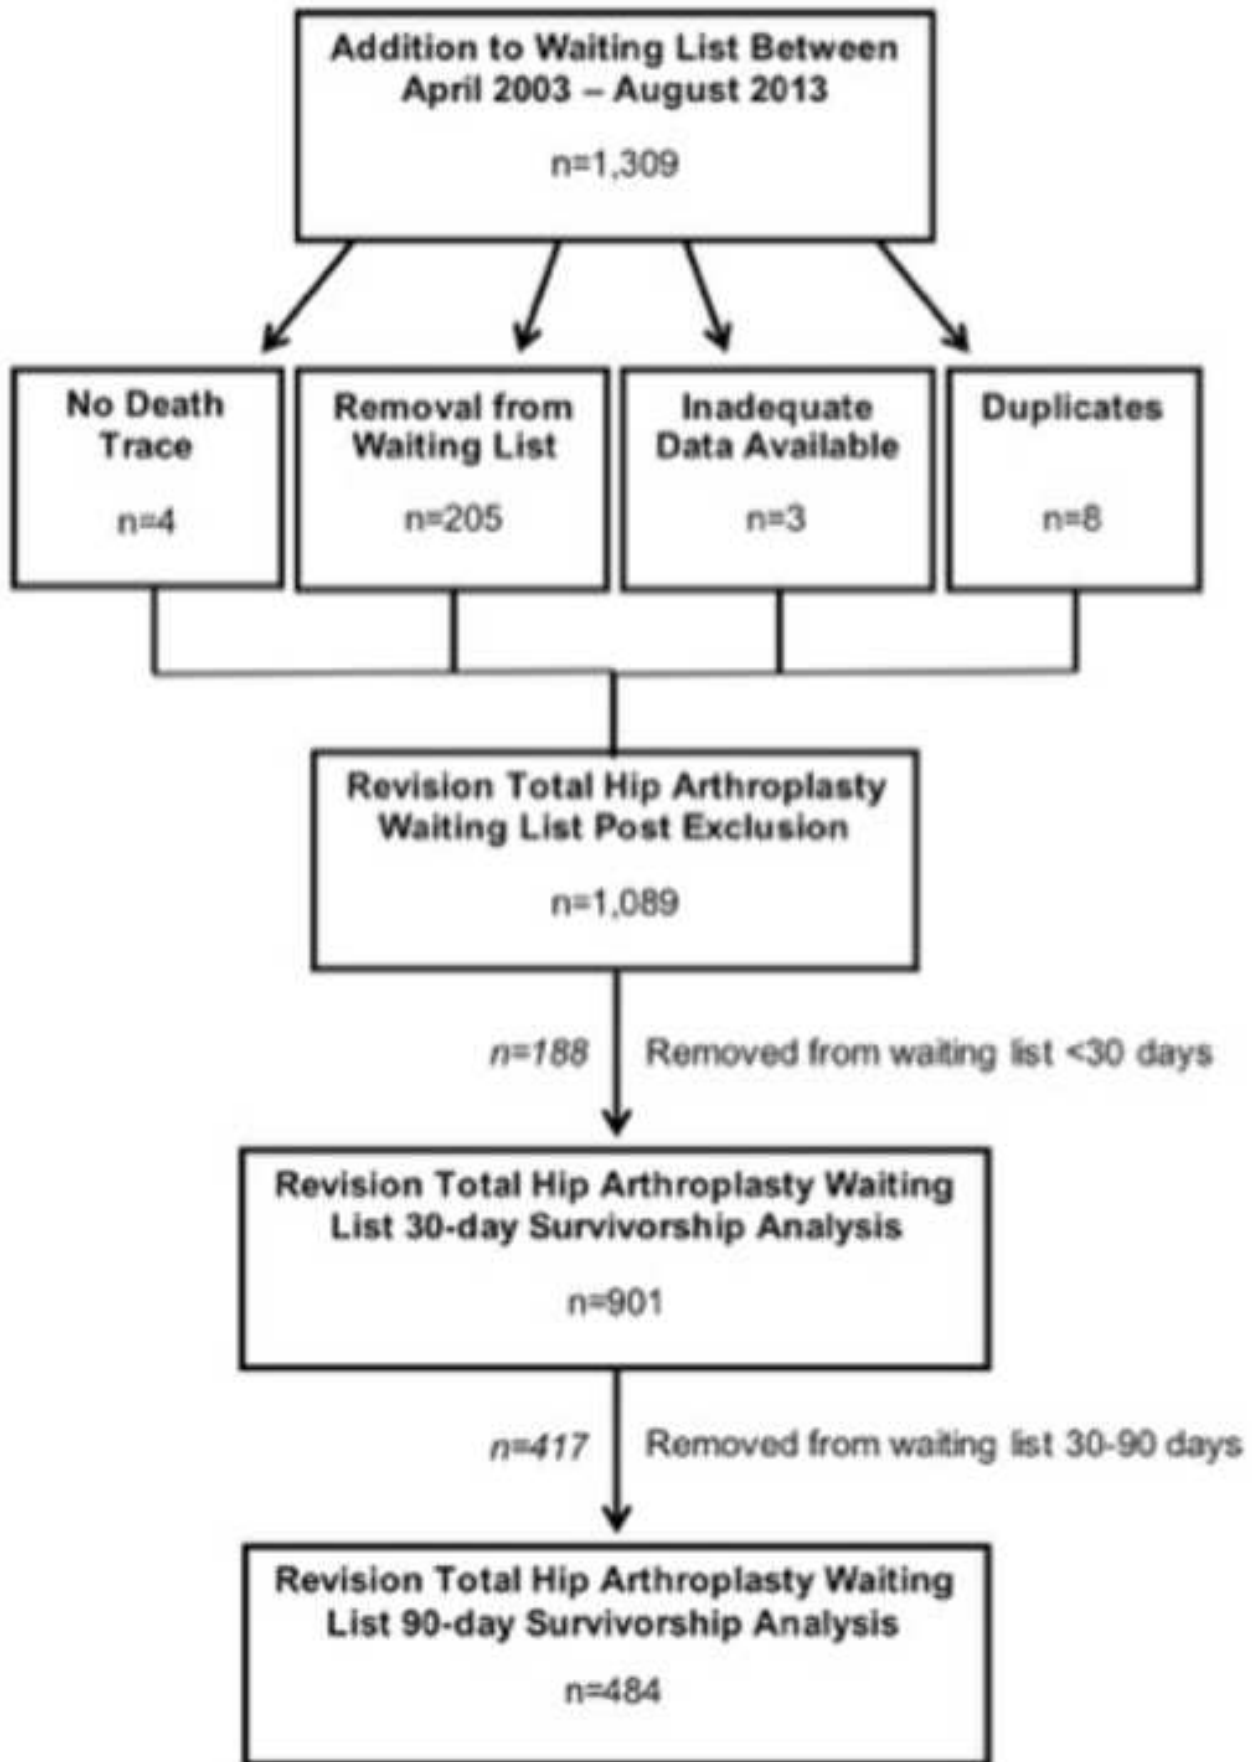 Addition to Waiting List Between
April 2003 – August 2013
n=1,309
No Death
Trace
n=4
Removal from
Waiting List
n=205
Inadequate
Data Available
n=3
Duplicates
n=8
Revision Total Hip Arthroplasty
Waiting List Post Exclusion
n=1,089
n=188 Removed from waiting list <30 days
Revision Total Hip Arthroplasty Waiting
List 30-day Survivorship Analysis
n=901
n=417 Removed from waiting list 30-90 days
Revision Total Hip Arthroplasty Waiting
List 90-day Survivorship Analysis
n=484